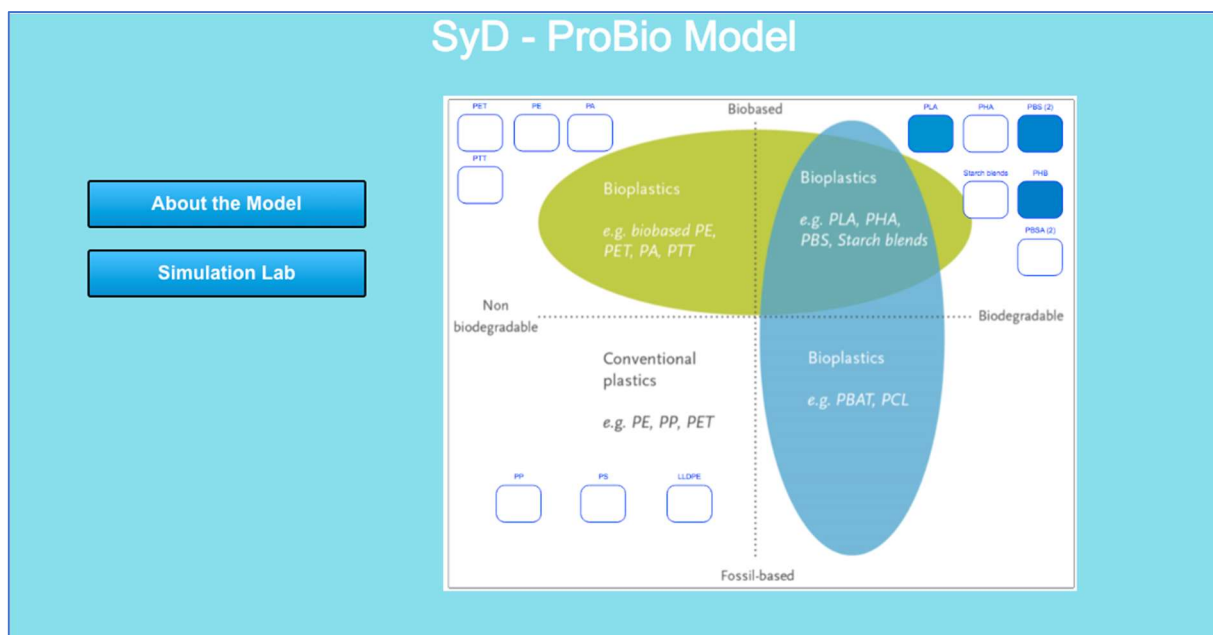 SyD - ProBio Model
About the Model
Simulation Lab
PET
PE
PA
Biobased
PLA
PHA
PBS (2)
PTT
Starch blends
PHB
PBSA (2)
Bioplastics
e.g. biobased PE,
PET, PA, PTT
Bioplastics
e.g. PLA, PHA,
PBS, Starch blends
Non
biodegradable
Biodegradable
Conventional
plastics
e.g. PE, PP, PET
Bioplastics
e.g. PBAT, PCL
PP
PS
LLDPE
Fossil-based